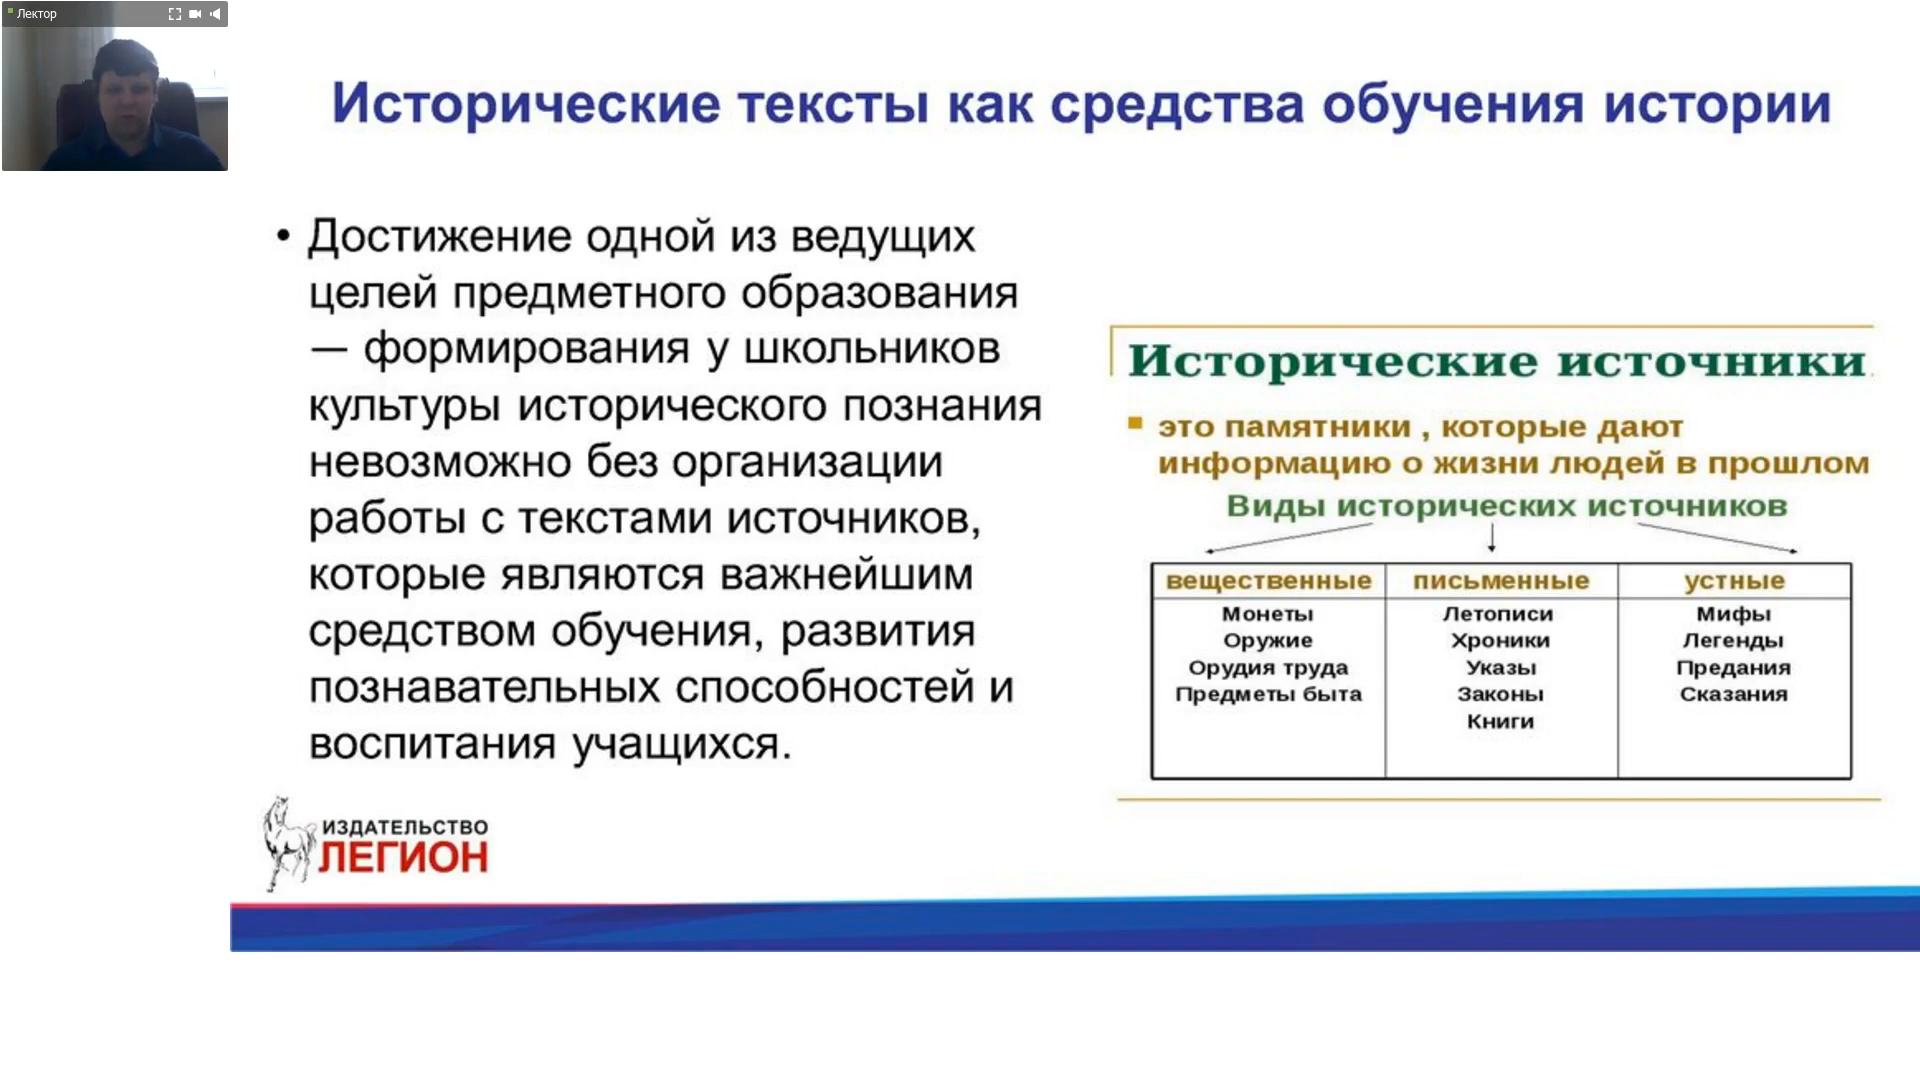 Лектор
Исторические тексты как средства обучения истории
• Достижение одной из ведущих
целей предметного образования
— формирования у школьников
культуры исторического познания
невозможно без организации
работы с текстами источников,
которые являются важнейшим
средством обучения, развития
познавательных способностей и
воспитания учащихся.
Исторические источники
это памятники , которые дают
информацию о жизни людей в прошлом
Виды исторических источников
вещественные письменные устные
Монеты Летописи Мифы
Оружие Хроники Легенды
Орудия труда Указы Предания
Предметы быта Законы Сказания
Книги
ИЗДАТЕЛЬСТВО
ЛЕГИОН